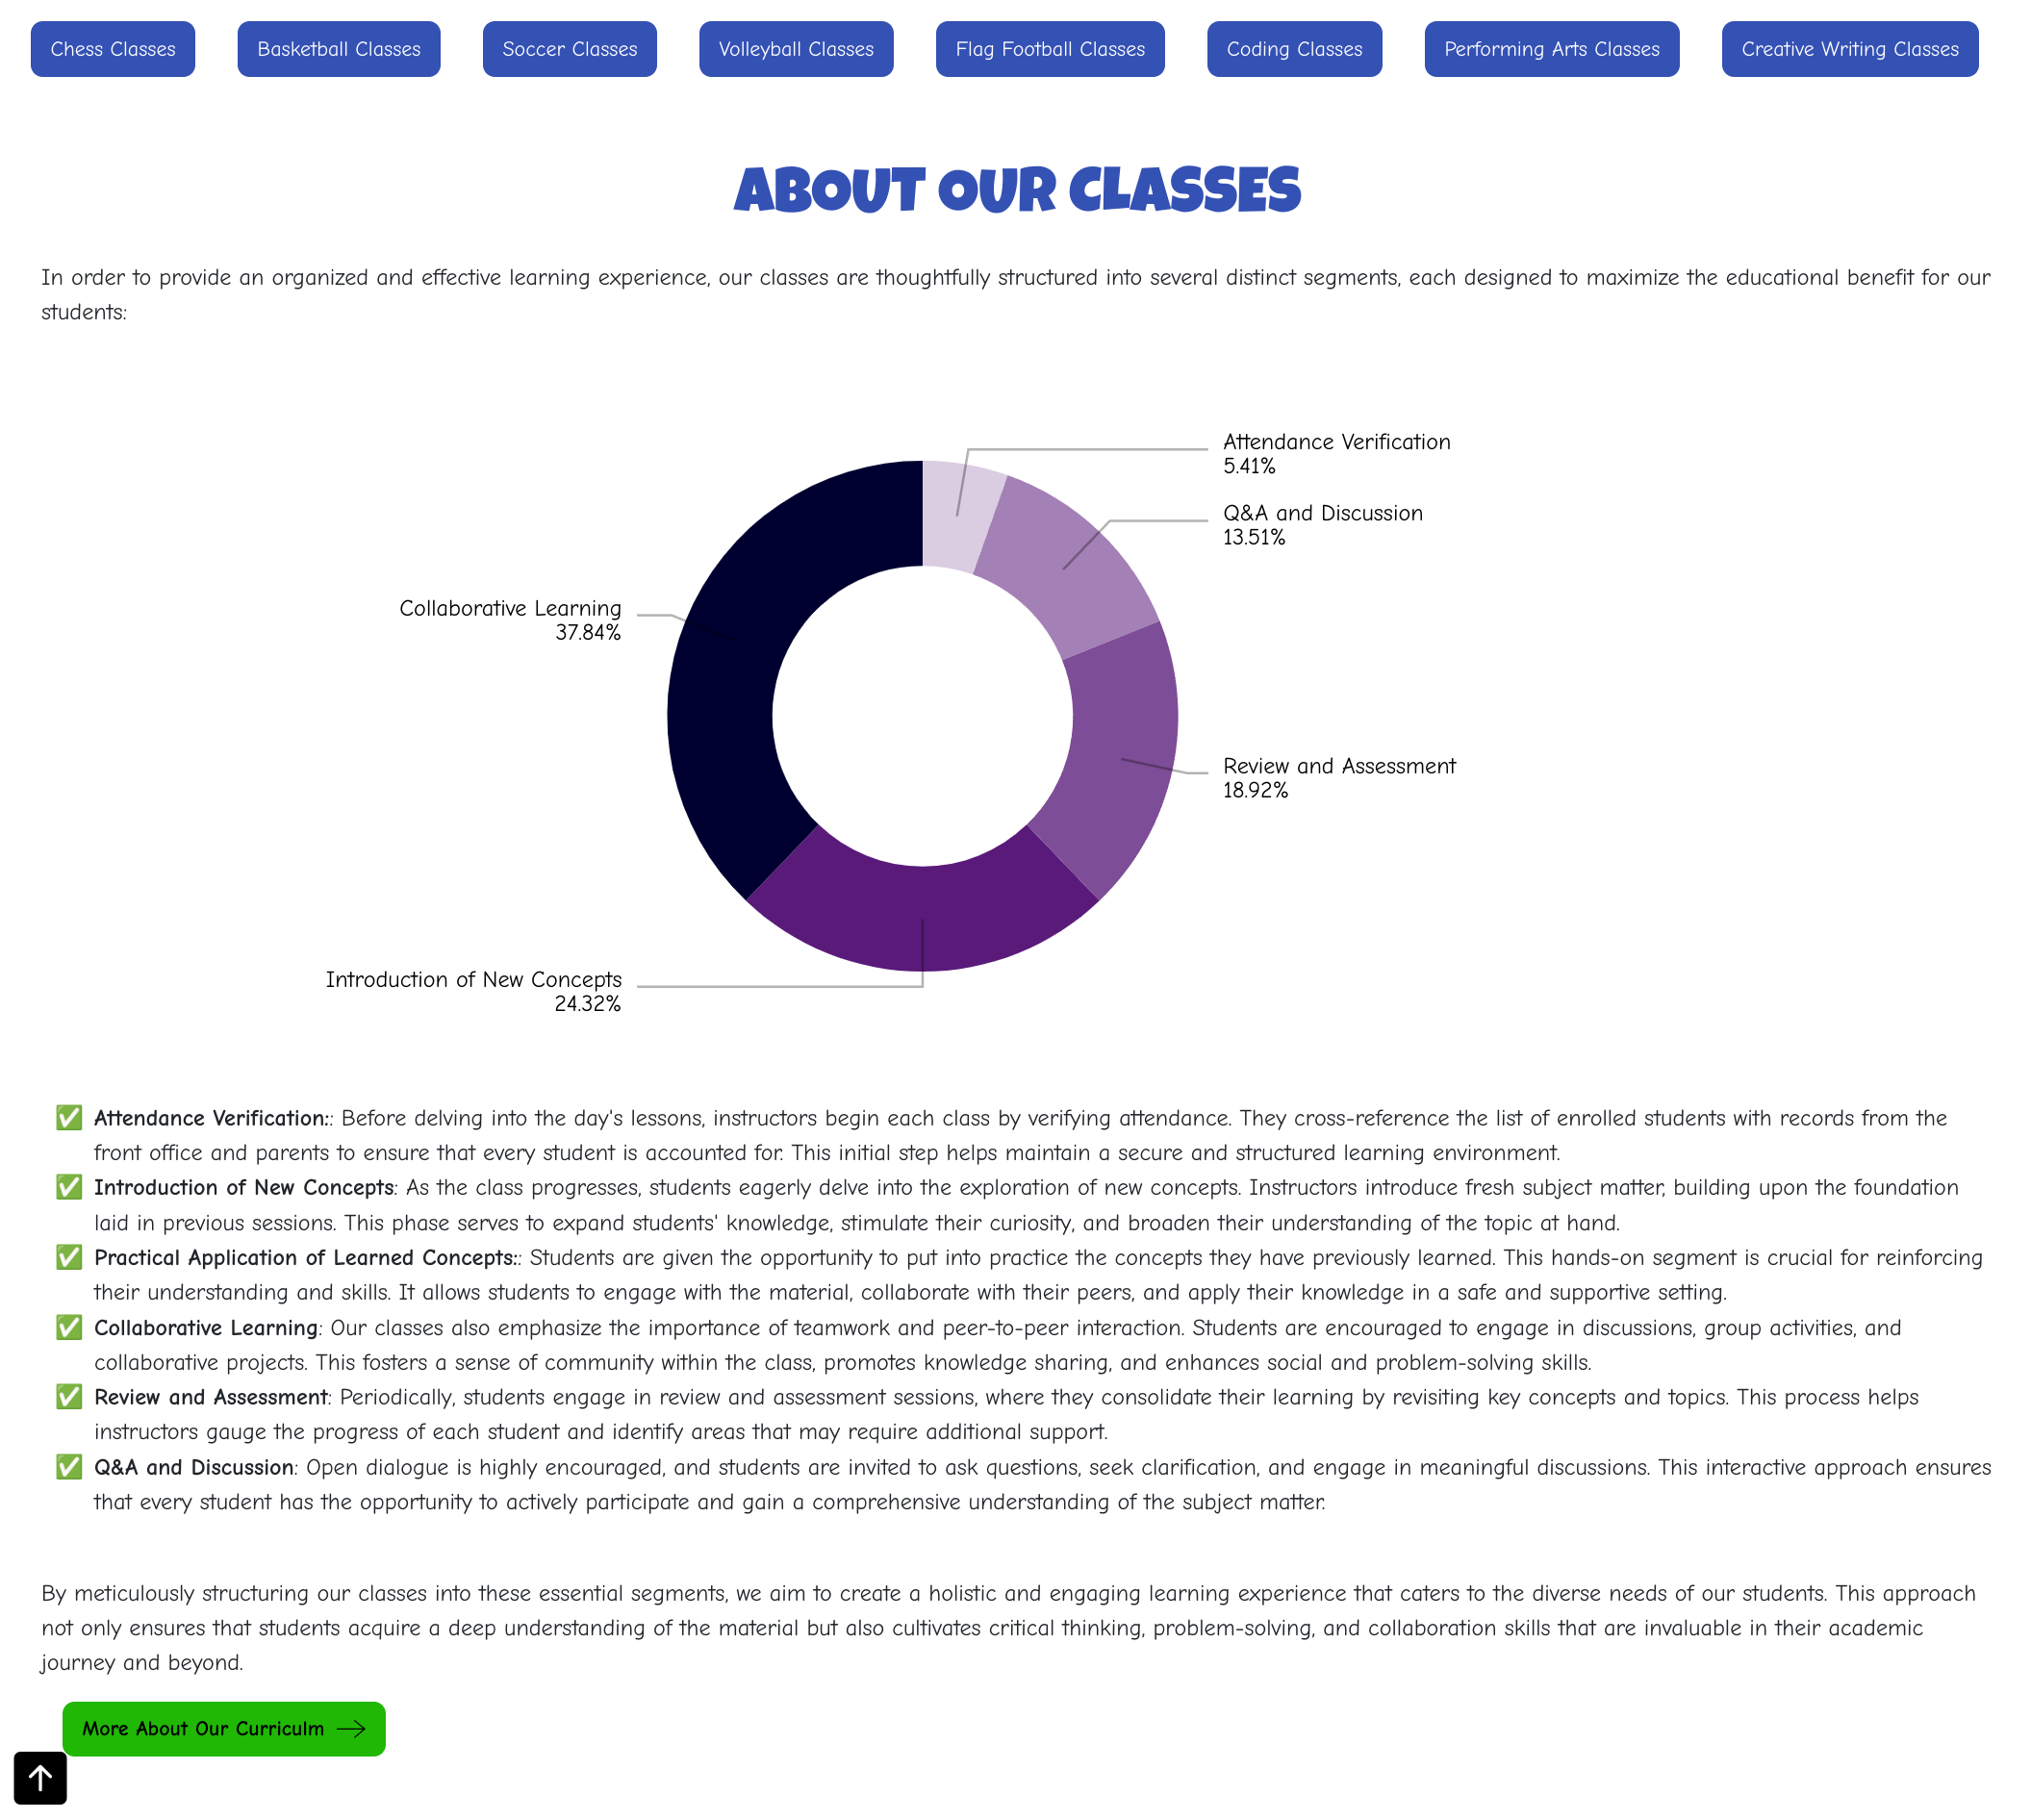 Chess Classes
Basketball Classes
Soccer Classes
Volleyball Classes
Flag Football Classes
Coding Classes
Performing Arts Classes
Creative Writing Classes
ABOUT OUR CLASSES
In order to provide an organized and effective learning experience, our classes are thoughtfully structured into several distinct segments, each designed to maximize the educational benefit for our
students:
Attendance Verification
5.41%
Q&A and Discussion
13.51%
Collaborative Learning
37.84%
Review and Assessment
18.92%
Introduction of New Concepts
24.32%
✅ Attendance Verification:: Before delving into the day's lessons, instructors begin each class by verifying attendance. They cross-reference the list of enrolled students with records from the
front office and parents to ensure that every student is accounted for. This initial step helps maintain a secure and structured learning environment.
✅ Introduction of New Concepts: As the class progresses, students eagerly delve into the exploration of new concepts. Instructors introduce fresh subject matter, building upon the foundation
laid in previous sessions. This phase serves to expand students' knowledge, stimulate their curiosity, and broaden their understanding of the topic at hand.
✅ Practical Application of Learned Concepts:: Students are given the opportunity to put into practice the concepts they have previously learned. This hands-on segment is crucial for reinforcing
their understanding and skills. It allows students to engage with the material, collaborate with their peers, and apply their knowledge in a safe and supportive setting.
✅ Collaborative Learning: Our classes also emphasize the importance of teamwork and peer-to-peer interaction. Students are encouraged to engage in discussions, group activities, and
collaborative projects. This fosters a sense of community within the class, promotes knowledge sharing, and enhances social and problem-solving skills.
✅ Review and Assessment: Periodically, students engage in review and assessment sessions, where they consolidate their learning by revisiting key concepts and topics. This process helps
instructors gauge the progress of each student and identify areas that may require additional support.
✅ Q&A and Discussion: Open dialogue is highly encouraged, and students are invited to ask questions, seek clarification, and engage in meaningful discussions. This interactive approach ensures
that every student has the opportunity to actively participate and gain a comprehensive understanding of the subject matter.
By meticulously structuring our classes into these essential segments, we aim to create a holistic and engaging learning experience that caters to the diverse needs of our students. This approach
not only ensures that students acquire a deep understanding of the material but also cultivates critical thinking, problem-solving, and collaboration skills that are invaluable in their academic
journey and beyond.
More About Our Curriculm →